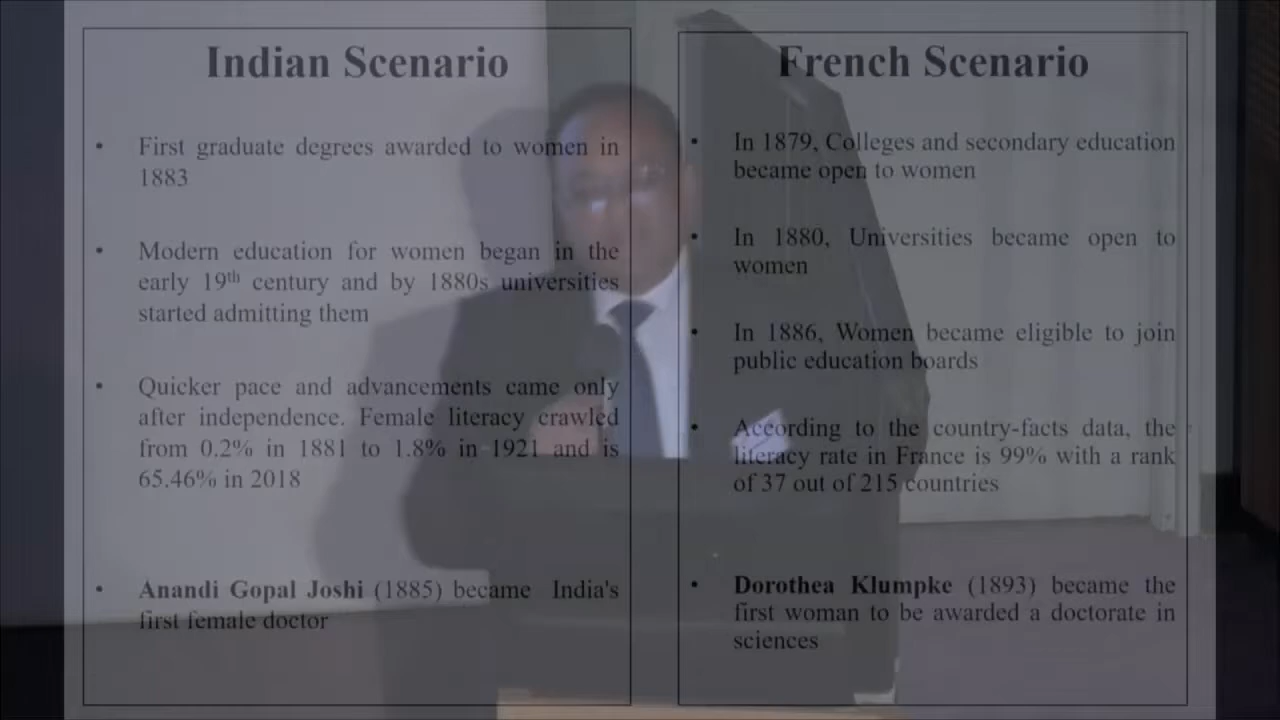 Indian Scenario
• First graduate degrees awarded to women in
1883
• Modern education for women began in the
early 19th century and by 1880s universities
started admitting them
• Quicker pace and advancements came only
after independence. Female literacy crawled
from 0.2% in 1881 to 1.8% in 1921 and is
65.46% in 2018
• Anandi Gopal Joshi (1885) became India's
first female doctor
French Scenario
• In 1879, Colleges and secondary education
became open to women
• In 1880, Universities became open to
women
• In 1886, Women became eligible to join
public education boards
• According to the country-facts data, the
literacy rate in France is 99% with a rank
of 37 out of 215 countries
• Dorothea Klumpke (1893) became the
first woman to be awarded a doctorate in
sciences